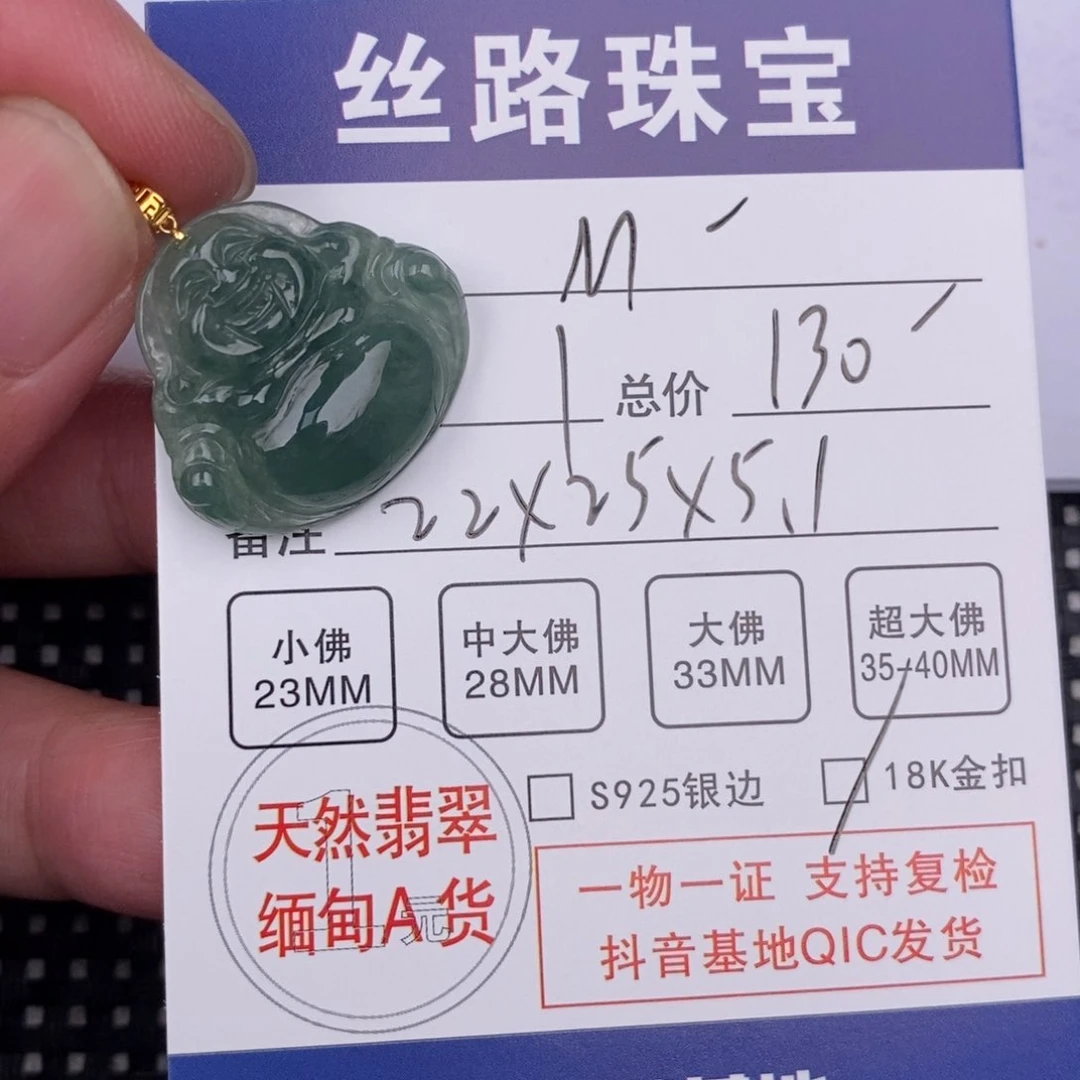 丝路珠宝
M
1 总价 130
备注 22X25X5.1
小佛 中大佛 大佛 超大佛
23MM 28MM 33MM 35-40MM
S925银边 18K金扣
天然翡翠
缅甸A货
1元
一物一证 支持复检
抖音基地QIC发货